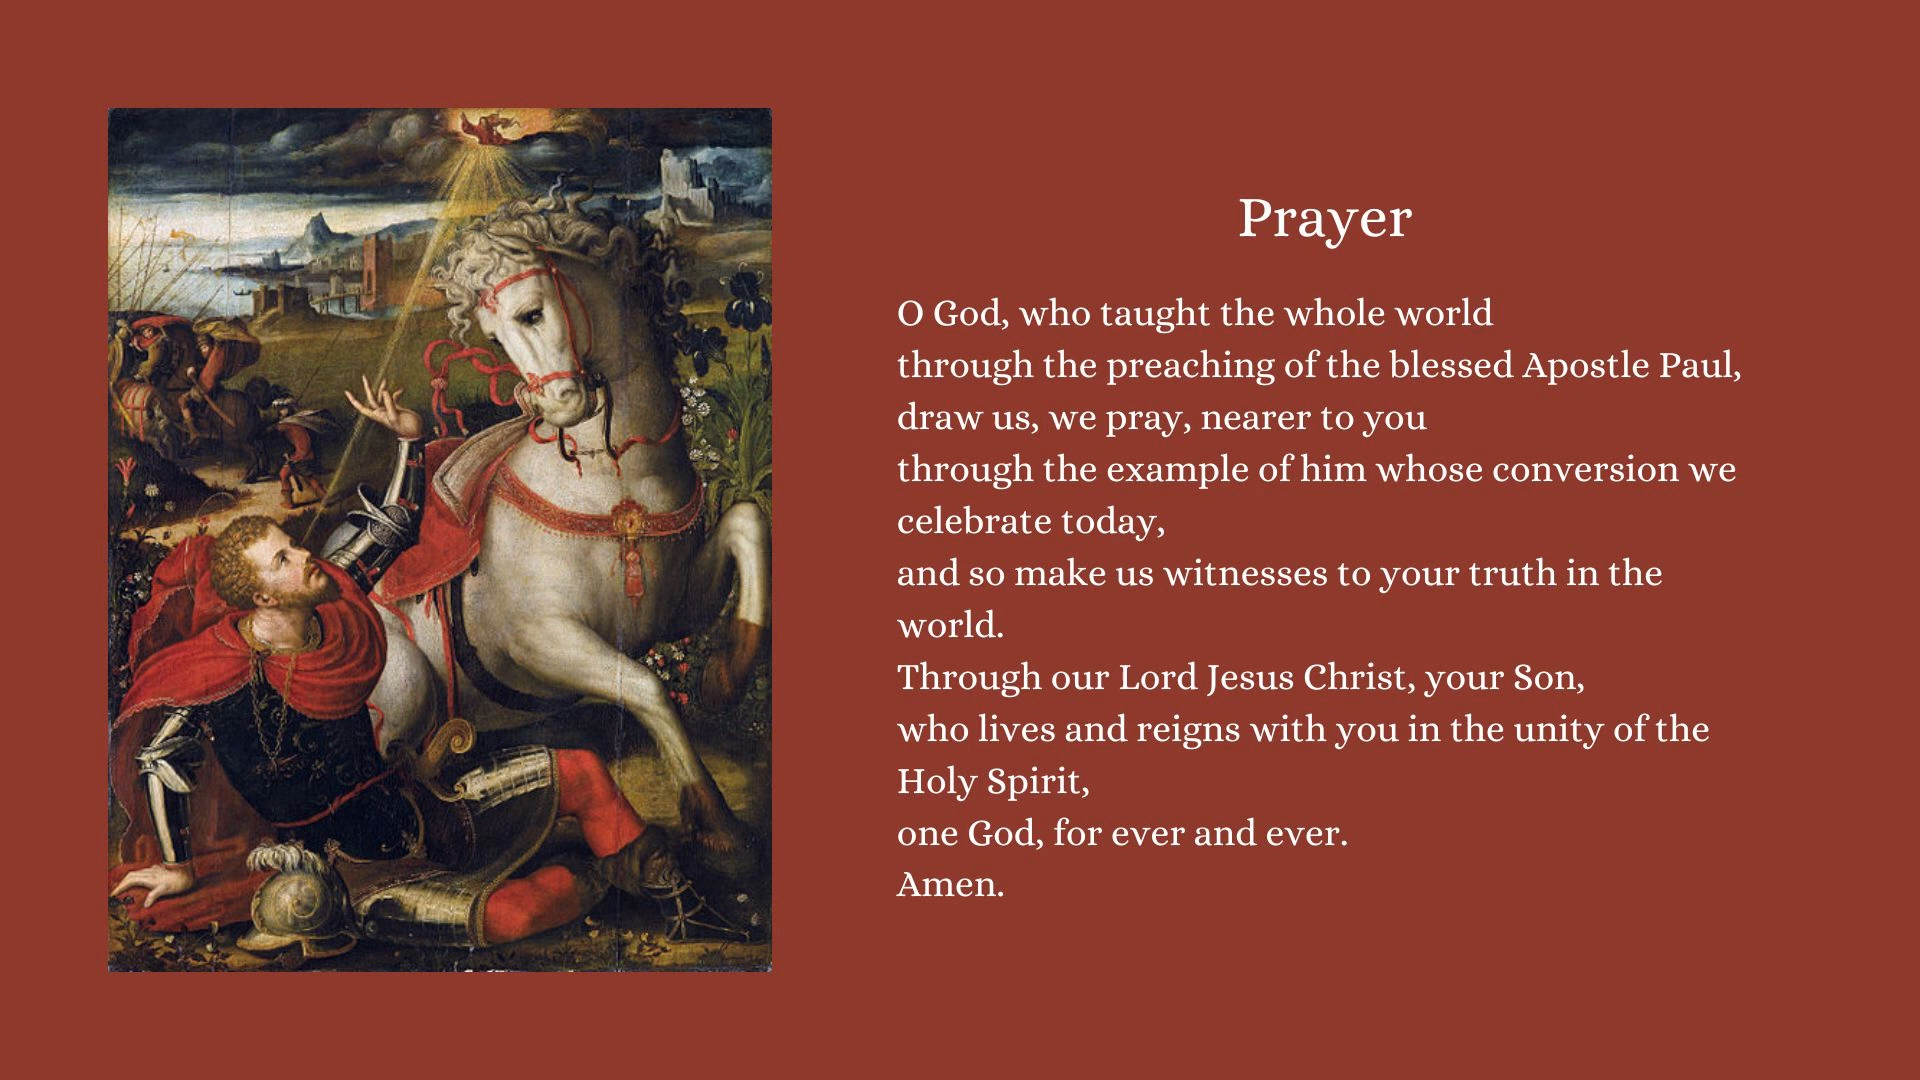 Prayer
O God, who taught the whole world
through the preaching of the blessed Apostle Paul,
draw us, we pray, nearer to you
through the example of him whose conversion we
celebrate today,
and so make us witnesses to your truth in the
world.
Through our Lord Jesus Christ, your Son,
who lives and reigns with you in the unity of the
Holy Spirit,
one God, for ever and ever.
Amen.